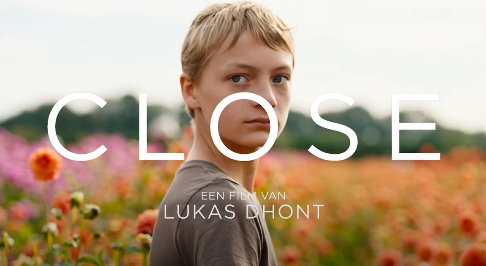 CLOSE
EEN FILM VAN
LUKAS DHONT